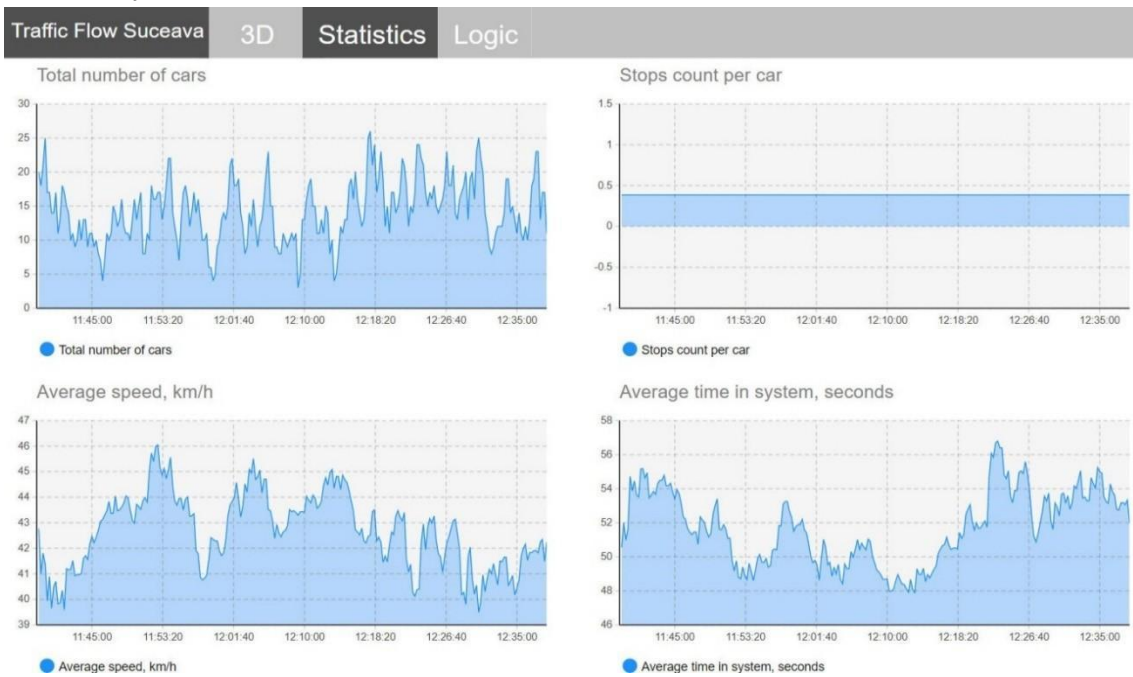 Traffic Flow Suceava 3D Statistics Logic
Total number of cars
30
25
20
15
10
5
0
11:45:00 11:53:20 12:01:40 12:10:00 12:18:20 12:26:40 12:35:00
Total number of cars
Stops count per car
1.5
1
0.5
0
-0.5
-1
11:45:00 11:53:20 12:01:40 12:10:00 12:18:20 12:26:40 12:35:00
Stops count per car
Average speed, km/h
47
46
45
44
43
42
41
40
39
11:45:00 11:53:20 12:01:40 12:10:00 12:18:20 12:26:40 12:35:00
Average speed, km/h
Average time in system, seconds
58
56
54
52
50
48
46
11:45:00 11:53:20 12:01:40 12:10:00 12:18:20 12:26:40 12:35:00
Average time in system, seconds